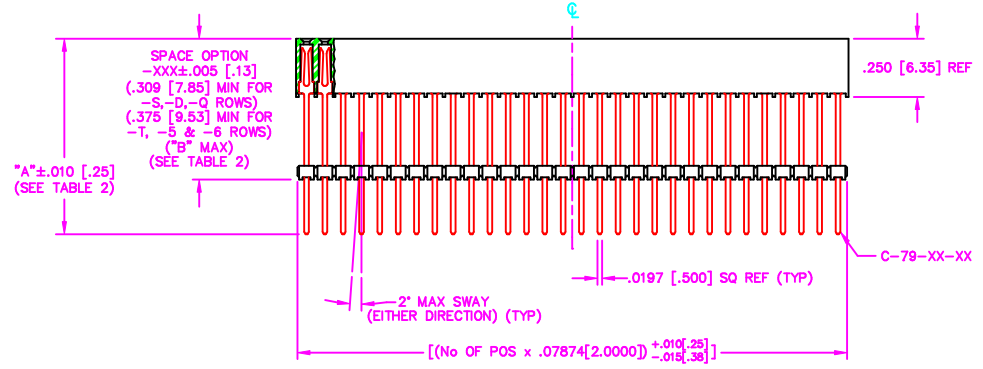 ℄
SPACE OPTION
-XXX±.005 [.13]
(.309 [7.85] MIN FOR
-S,-D,-Q ROWS)
(.375 [9.53] MIN FOR
-T, -5 & -6 ROWS)
("B" MAX)
(SEE TABLE 2)
.250 [6.35] REF
"A"±.010 [.25]
(SEE TABLE 2)
C-79-XX-XX
.0197 [.500] SQ REF (TYP)
2° MAX SWAY
(EITHER DIRECTION) (TYP)
[(No OF POS x .07874[2.0000]) +.010[.25] -.015[.38] ]